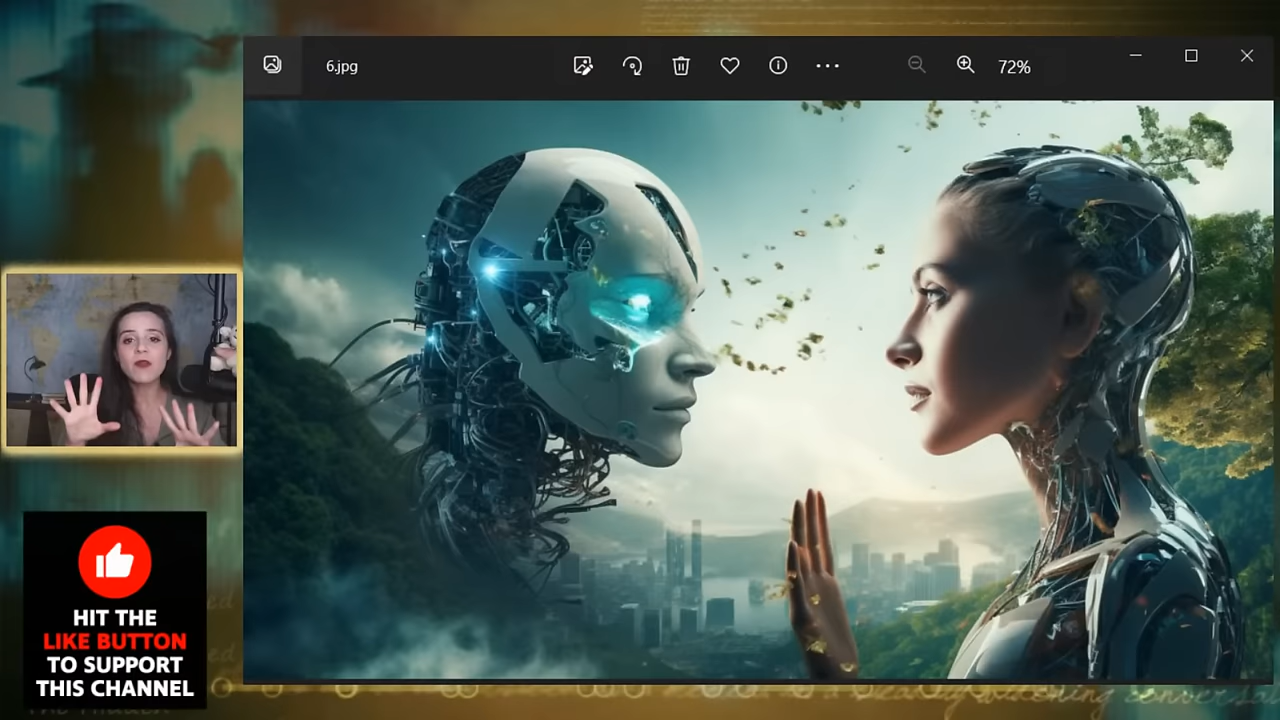 6.jpg
72%
HIT THE
LIKE BUTTON
TO SUPPORT
THIS CHANNEL